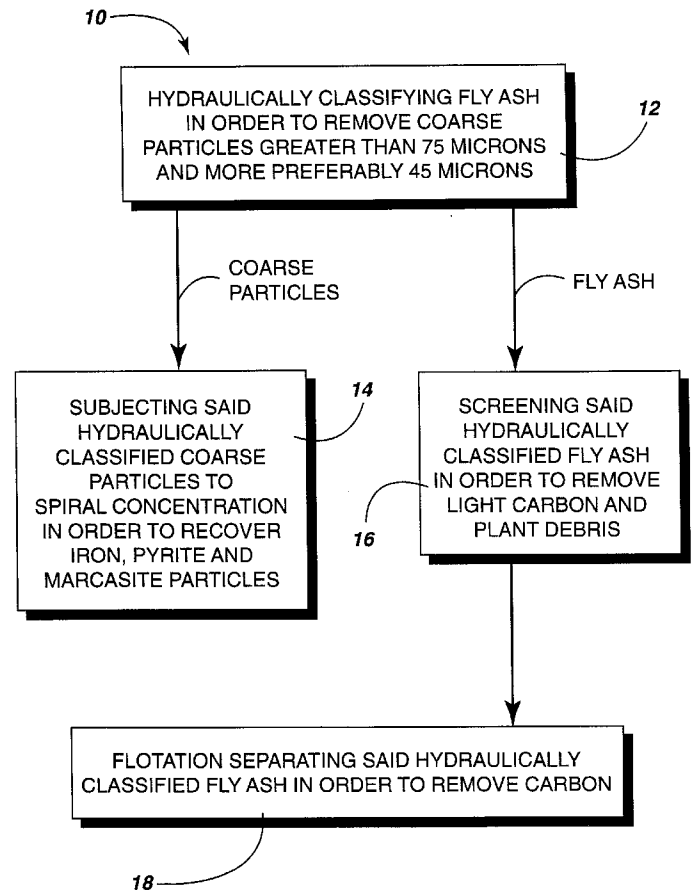 10
HYDRAULICALLY CLASSIFYING FLY ASH
IN ORDER TO REMOVE COARSE
PARTICLES GREATER THAN 75 MICRONS
AND MORE PREFERABLY 45 MICRONS
12
COARSE
PARTICLES
FLY ASH
SUBJECTING SAID
HYDRAULICALLY
CLASSIFIED COARSE
PARTICLES TO
SPIRAL CONCENTRATION
IN ORDER TO RECOVER
IRON, PYRITE AND
MARCASITE PARTICLES
14
SCREENING SAID
HYDRAULICALLY
CLASSIFIED FLY ASH
IN ORDER TO REMOVE
LIGHT CARBON AND
PLANT DEBRIS
16
FLOTATION SEPARATING SAID HYDRAULICALLY
CLASSIFIED FLY ASH IN ORDER TO REMOVE CARBON
18